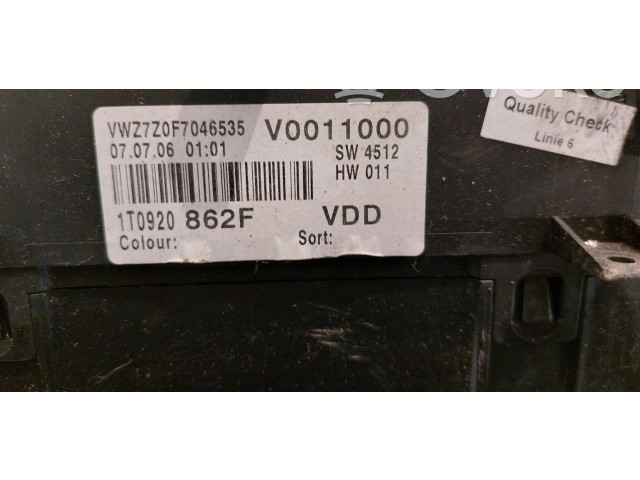 VWZ7Z0F7046535 V0011000
07.07.06 01:01 SW 4512
HW 011
1T0920 862F VDD
Colour: Sort:
Quality Check
Linie 6